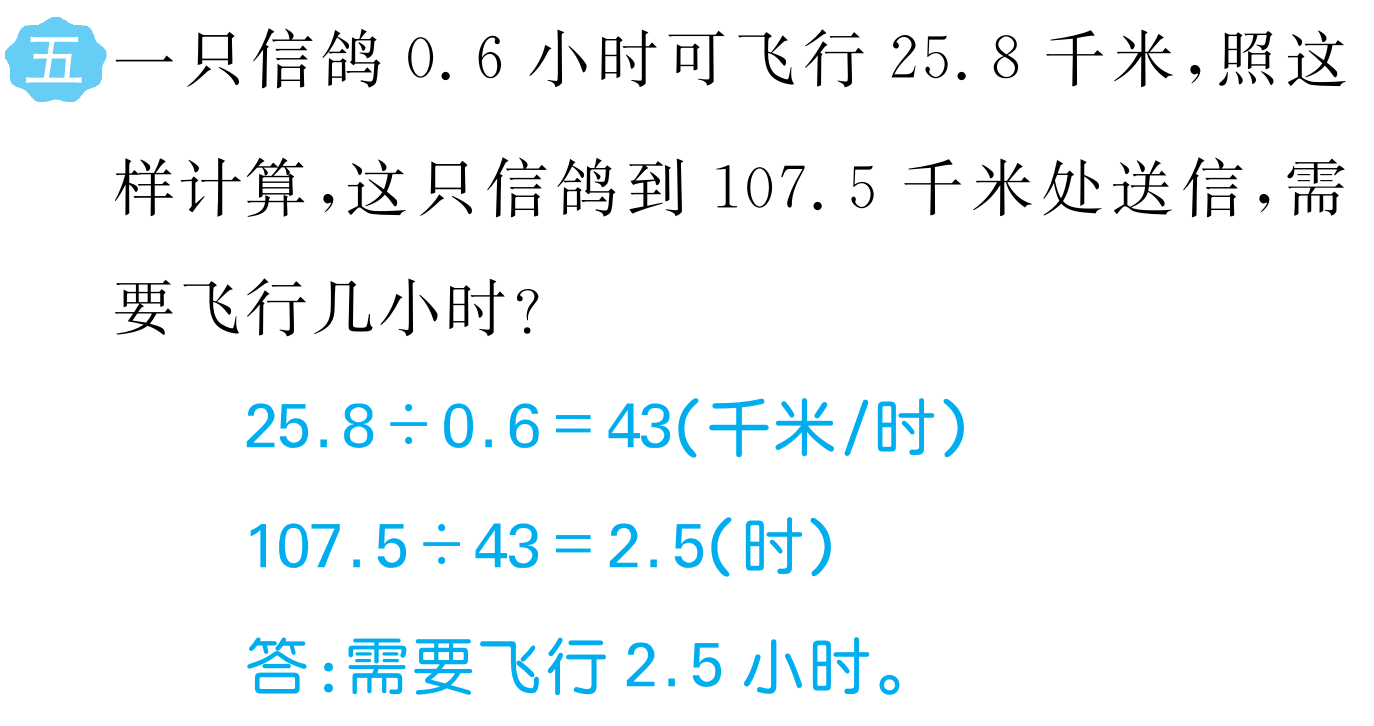 五 一只信鸽 0.6 小时可飞行 25.8 千米,照这
样计算,这只信鸽到 107.5 千米处送信,需
要飞行几小时?
25.8÷0.6=43(千米/时)
107.5÷43=2.5(时)
答:需要飞行 2.5 小时。